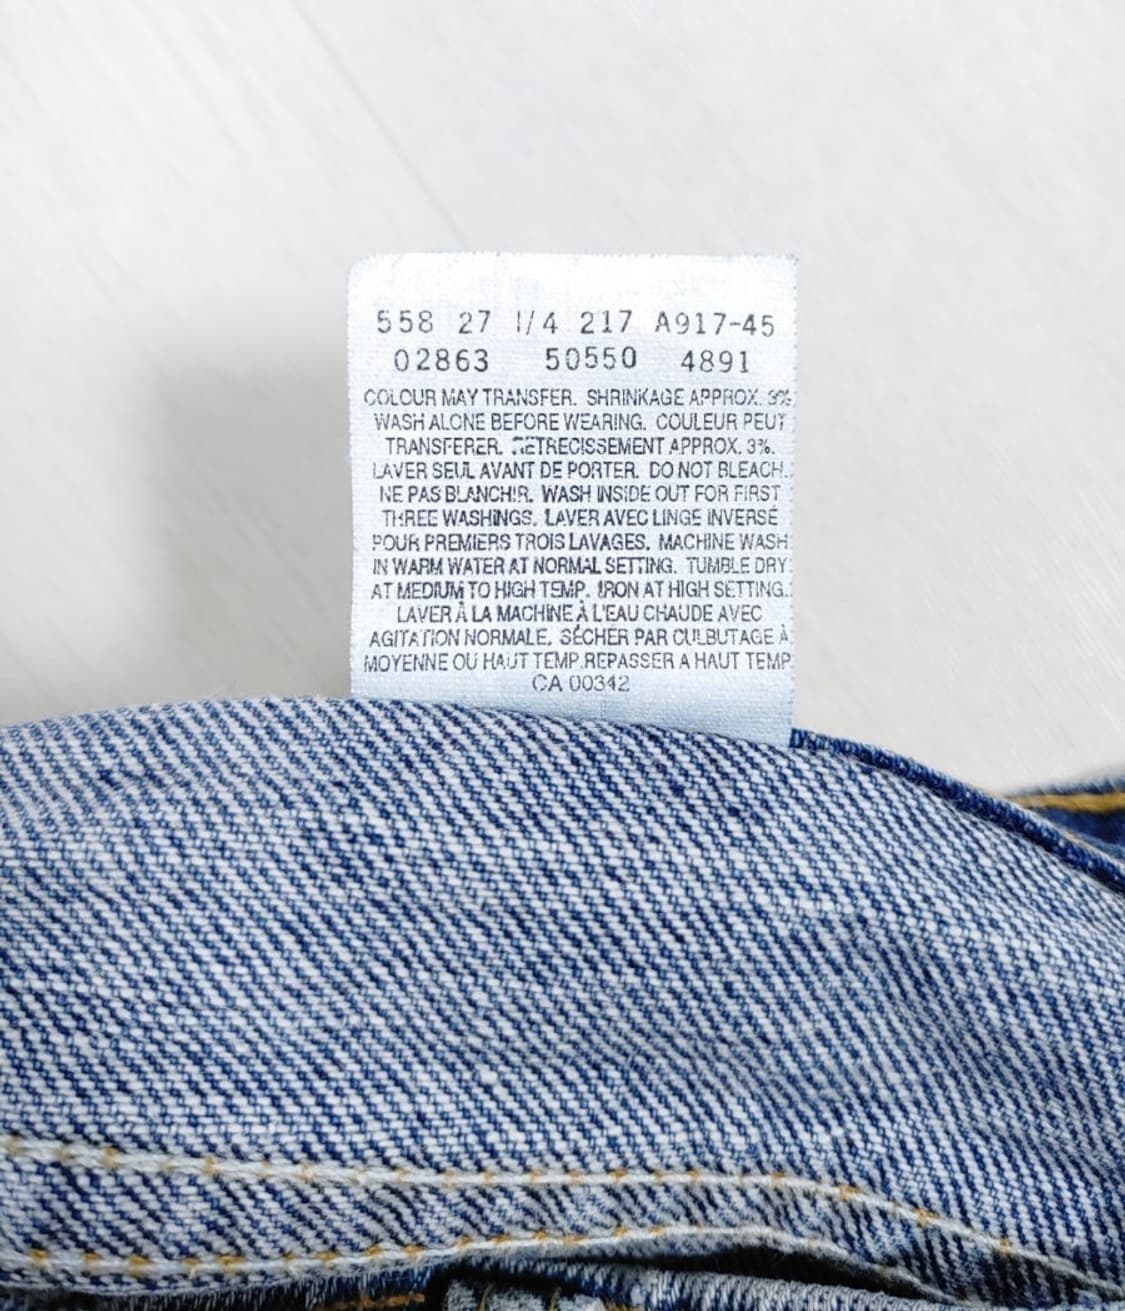 558 27 1/4 217 A917-45
02863 50550 4891
COLOUR MAY TRANSFER. SHRINKAGE APPROX. 3%
WASH ALONE BEFORE WEARING. COULEUR PEUT
TRANSFERER. RETRECISSEMENT APPROX. 3%.
LAVER SEUL AVANT DE PORTER. DO NOT BLEACH.
NE PAS BLANCHIR. WASH INSIDE OUT FOR FIRST
THREE WASHINGS. LAVER AVEC LINGE INVERSÉ
POUR PREMIERS TROIS LAVAGES. MACHINE WASH
IN WARM WATER AT NORMAL SETTING. TUMBLE DRY
AT MEDIUM TO HIGH TEMP. IRON AT HIGH SETTING.
LAVER À LA MACHINE À L'EAU CHAUDE AVEC
AGITATION NORMALE. SÉCHER PAR CULBUTAGE À
MOYENNE OU HAUT TEMP.REPASSER A HAUT TEMP
CA 00342